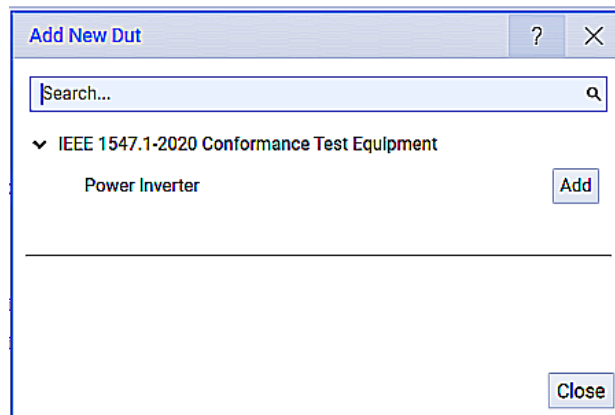 Add New Dut
?
Search...
IEEE 1547.1-2020 Conformance Test Equipment
Power Inverter
Add
Close